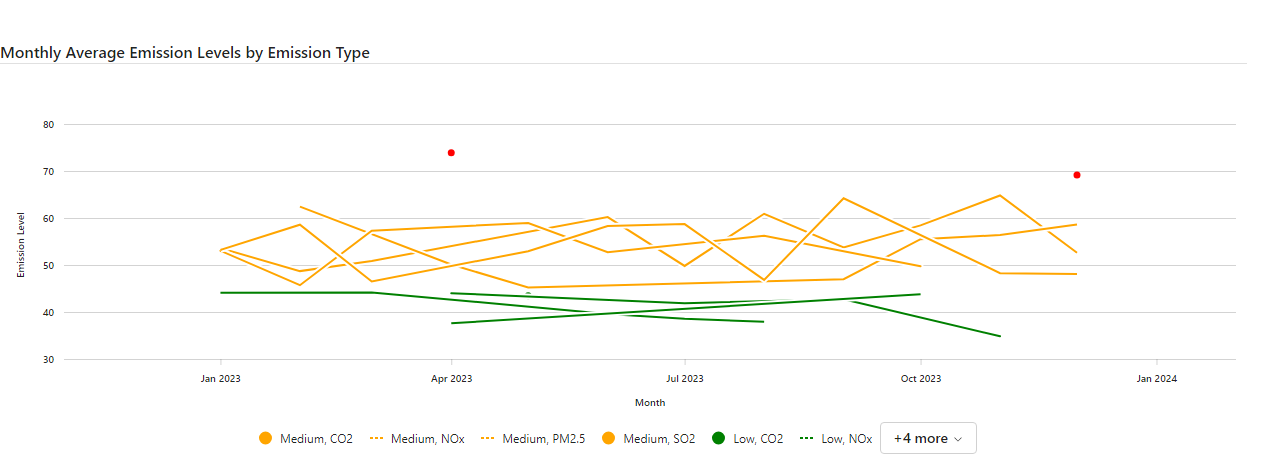 Monthly Average Emission Levels by Emission Type
80
70
60
50
40
30
Emission Level
Jan 2023 Apr 2023 Jul 2023 Oct 2023 Jan 2024
Month
Medium, CO2 Medium, NOx Medium, PM2.5 Medium, SO2 Low, CO2 Low, NOx +4 more